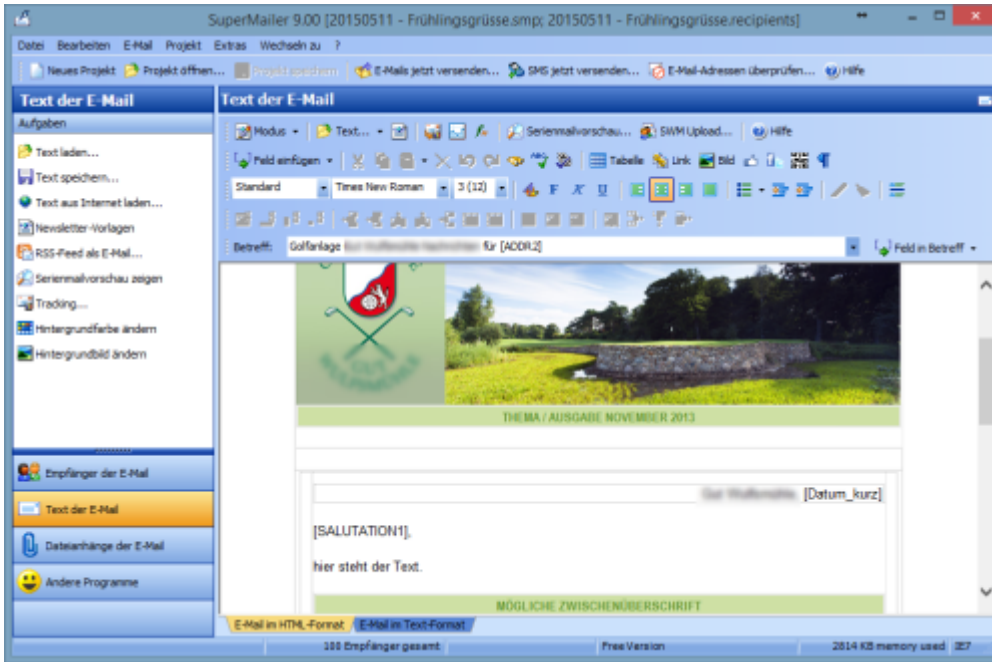 SuperMailer 9.00 [20150511 - Frühlingsgrüsse.smp; 20150511 - Frühlingsgrüsse.recipients]
Datei Bearbeiten E-Mail Projekt Extras Wechseln zu ?
Neues Projekt Projekt öffnen... Projekt speichern E-Mails jetzt versenden... SMS jetzt versenden... E-Mail-Adressen überprüfen... Hilfe
Text der E-Mail
Aufgaben
Text laden...
Text speichern...
Text aus Internet laden...
Newsletter-Vorlagen
RSS-Feed als E-Mail...
Serienmailvorschau zeigen
Tracking...
Hintergrundfarbe ändern
Hintergrundbild ändern
Empfänger der E-Mail
Text der E-Mail
Dateianhänge der E-Mail
Andere Programme
Text der E-Mail
Modus Text... Serienmailvorschau... SWM Upload... Hilfe
Feld einfügen Tabelle Link Bild
Standard Times New Roman 3 (12) F K U
Betreff: Golfanlage für [ADDR2] Feld in Betreff
GUT
THEMA / AUSGABE NOVEMBER 2013
[Datum_kurz]
[SALUTATION1],
hier steht der Text.
MÖGLICHE ZWISCHENÜBERSCHRIFT
E-Mail im HTML-Format E-Mail im Text-Format
100 Empfänger gesamt Free Version 2814 KB memory used IE7